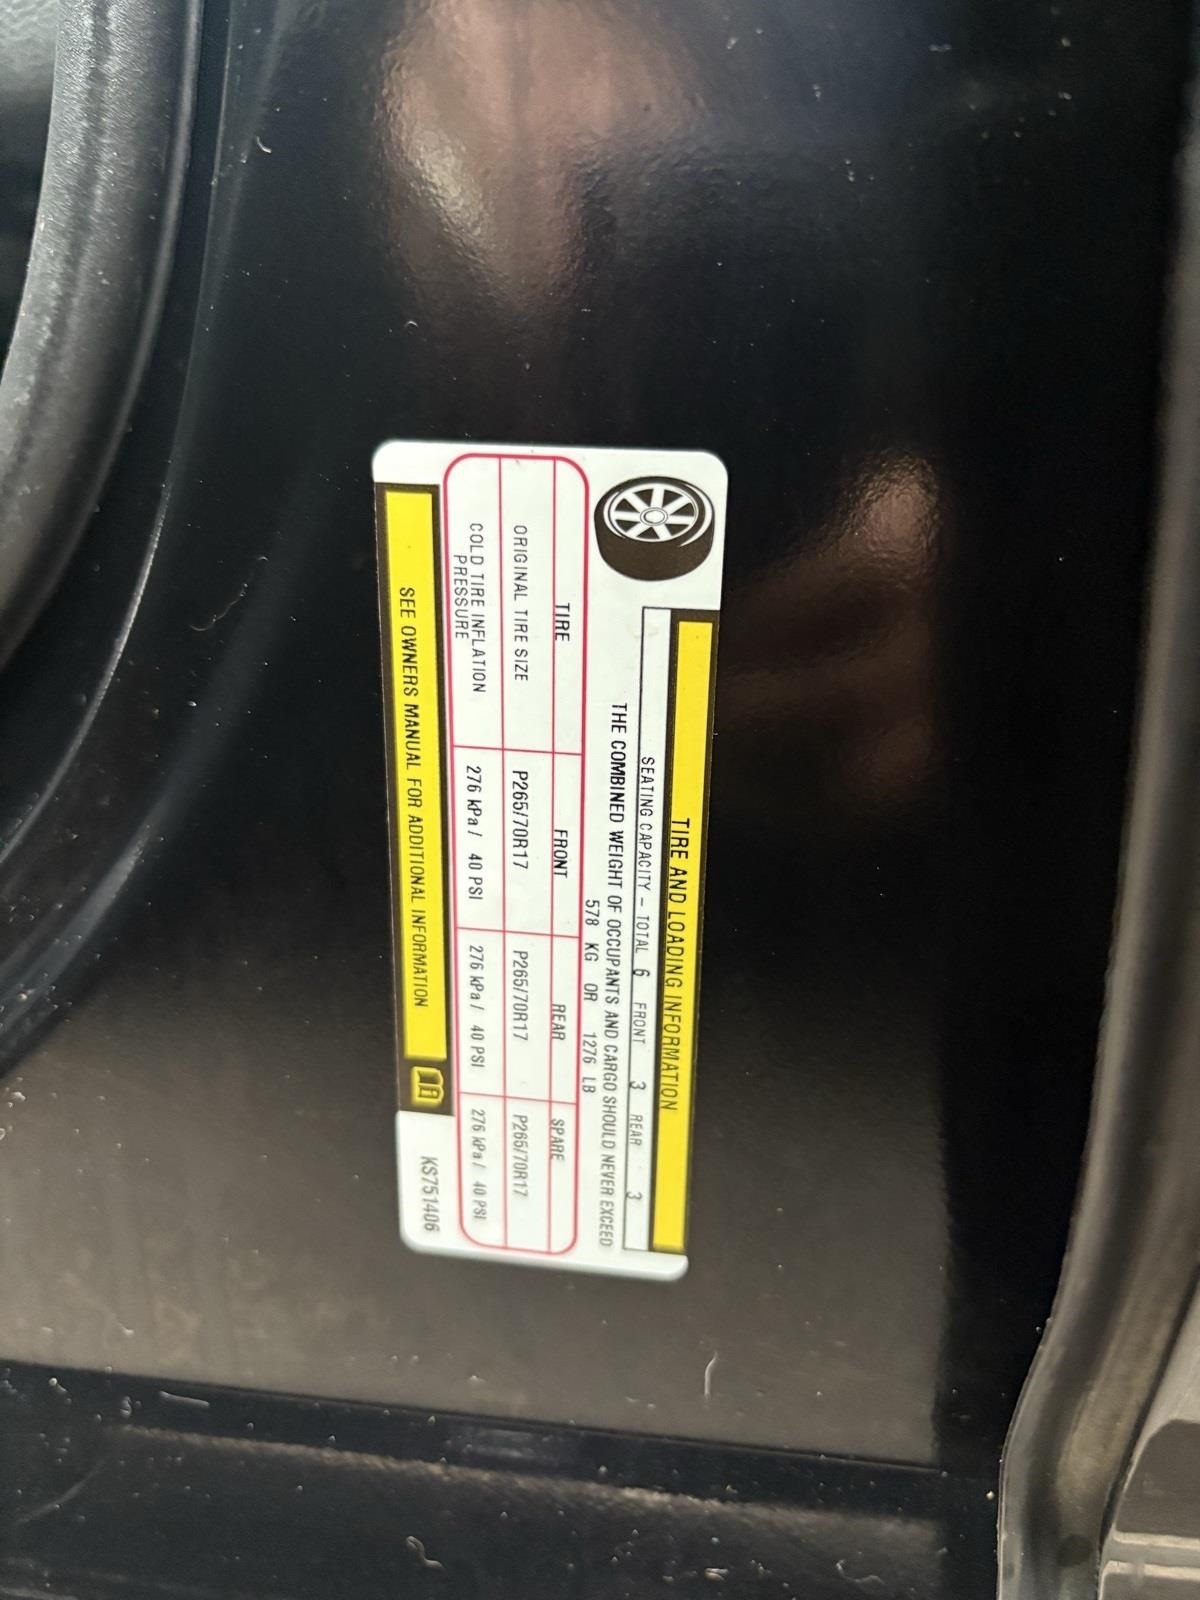 TIRE AND LOADING INFORMATION
SEATING CAPACITY – TOTAL 6 FRONT 3 REAR 3
THE COMBINED WEIGHT OF OCCUPANTS AND CARGO SHOULD NEVER EXCEED
578 KG OR 1276 LB
TIRE FRONT REAR SPARE
ORIGINAL TIRE SIZE P265/70R17 P265/70R17 P265/70R17
COLD TIRE INFLATION PRESSURE 276 kPa / 40 PSI 276 kPa / 40 PSI 276 kPa / 40 PSI
SEE OWNERS MANUAL FOR ADDITIONAL INFORMATION
KS751406